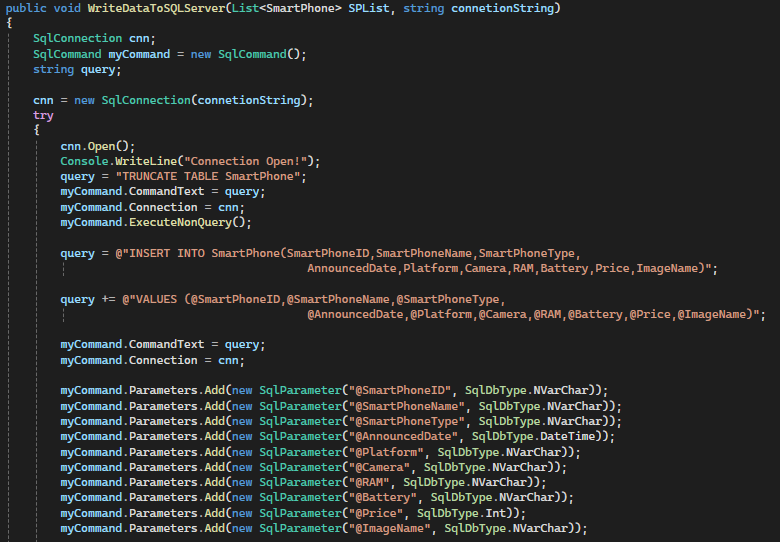 public void WriteDataToSQLServer(List<SmartPhone> SPList, string connetionString)
{
SqlConnection cnn;
SqlCommand myCommand = new SqlCommand();
string query;
cnn = new SqlConnection(connetionString);
try
{
cnn.Open();
Console.WriteLine("Connection Open!");
query = "TRUNCATE TABLE SmartPhone";
myCommand.CommandText = query;
myCommand.Connection = cnn;
myCommand.ExecuteNonQuery();
query = @"INSERT INTO SmartPhone(SmartPhoneID,SmartPhoneName,SmartPhoneType,
AnnouncedDate,Platform,Camera,RAM,Battery,Price,ImageName)";
query += @"VALUES (@SmartPhoneID,@SmartPhoneName,@SmartPhoneType,
@AnnouncedDate,@Platform,@Camera,@RAM,@Battery,@Price,@ImageName)";
myCommand.CommandText = query;
myCommand.Connection = cnn;
myCommand.Parameters.Add(new SqlParameter("@SmartPhoneID", SqlDbType.NVarChar));
myCommand.Parameters.Add(new SqlParameter("@SmartPhoneName", SqlDbType.NVarChar));
myCommand.Parameters.Add(new SqlParameter("@SmartPhoneType", SqlDbType.NVarChar));
myCommand.Parameters.Add(new SqlParameter("@AnnouncedDate", SqlDbType.DateTime));
myCommand.Parameters.Add(new SqlParameter("@Platform", SqlDbType.NVarChar));
myCommand.Parameters.Add(new SqlParameter("@Camera", SqlDbType.NVarChar));
myCommand.Parameters.Add(new SqlParameter("@RAM", SqlDbType.NVarChar));
myCommand.Parameters.Add(new SqlParameter("@Battery", SqlDbType.NVarChar));
myCommand.Parameters.Add(new SqlParameter("@Price", SqlDbType.Int));
myCommand.Parameters.Add(new SqlParameter("@ImageName", SqlDbType.NVarChar));